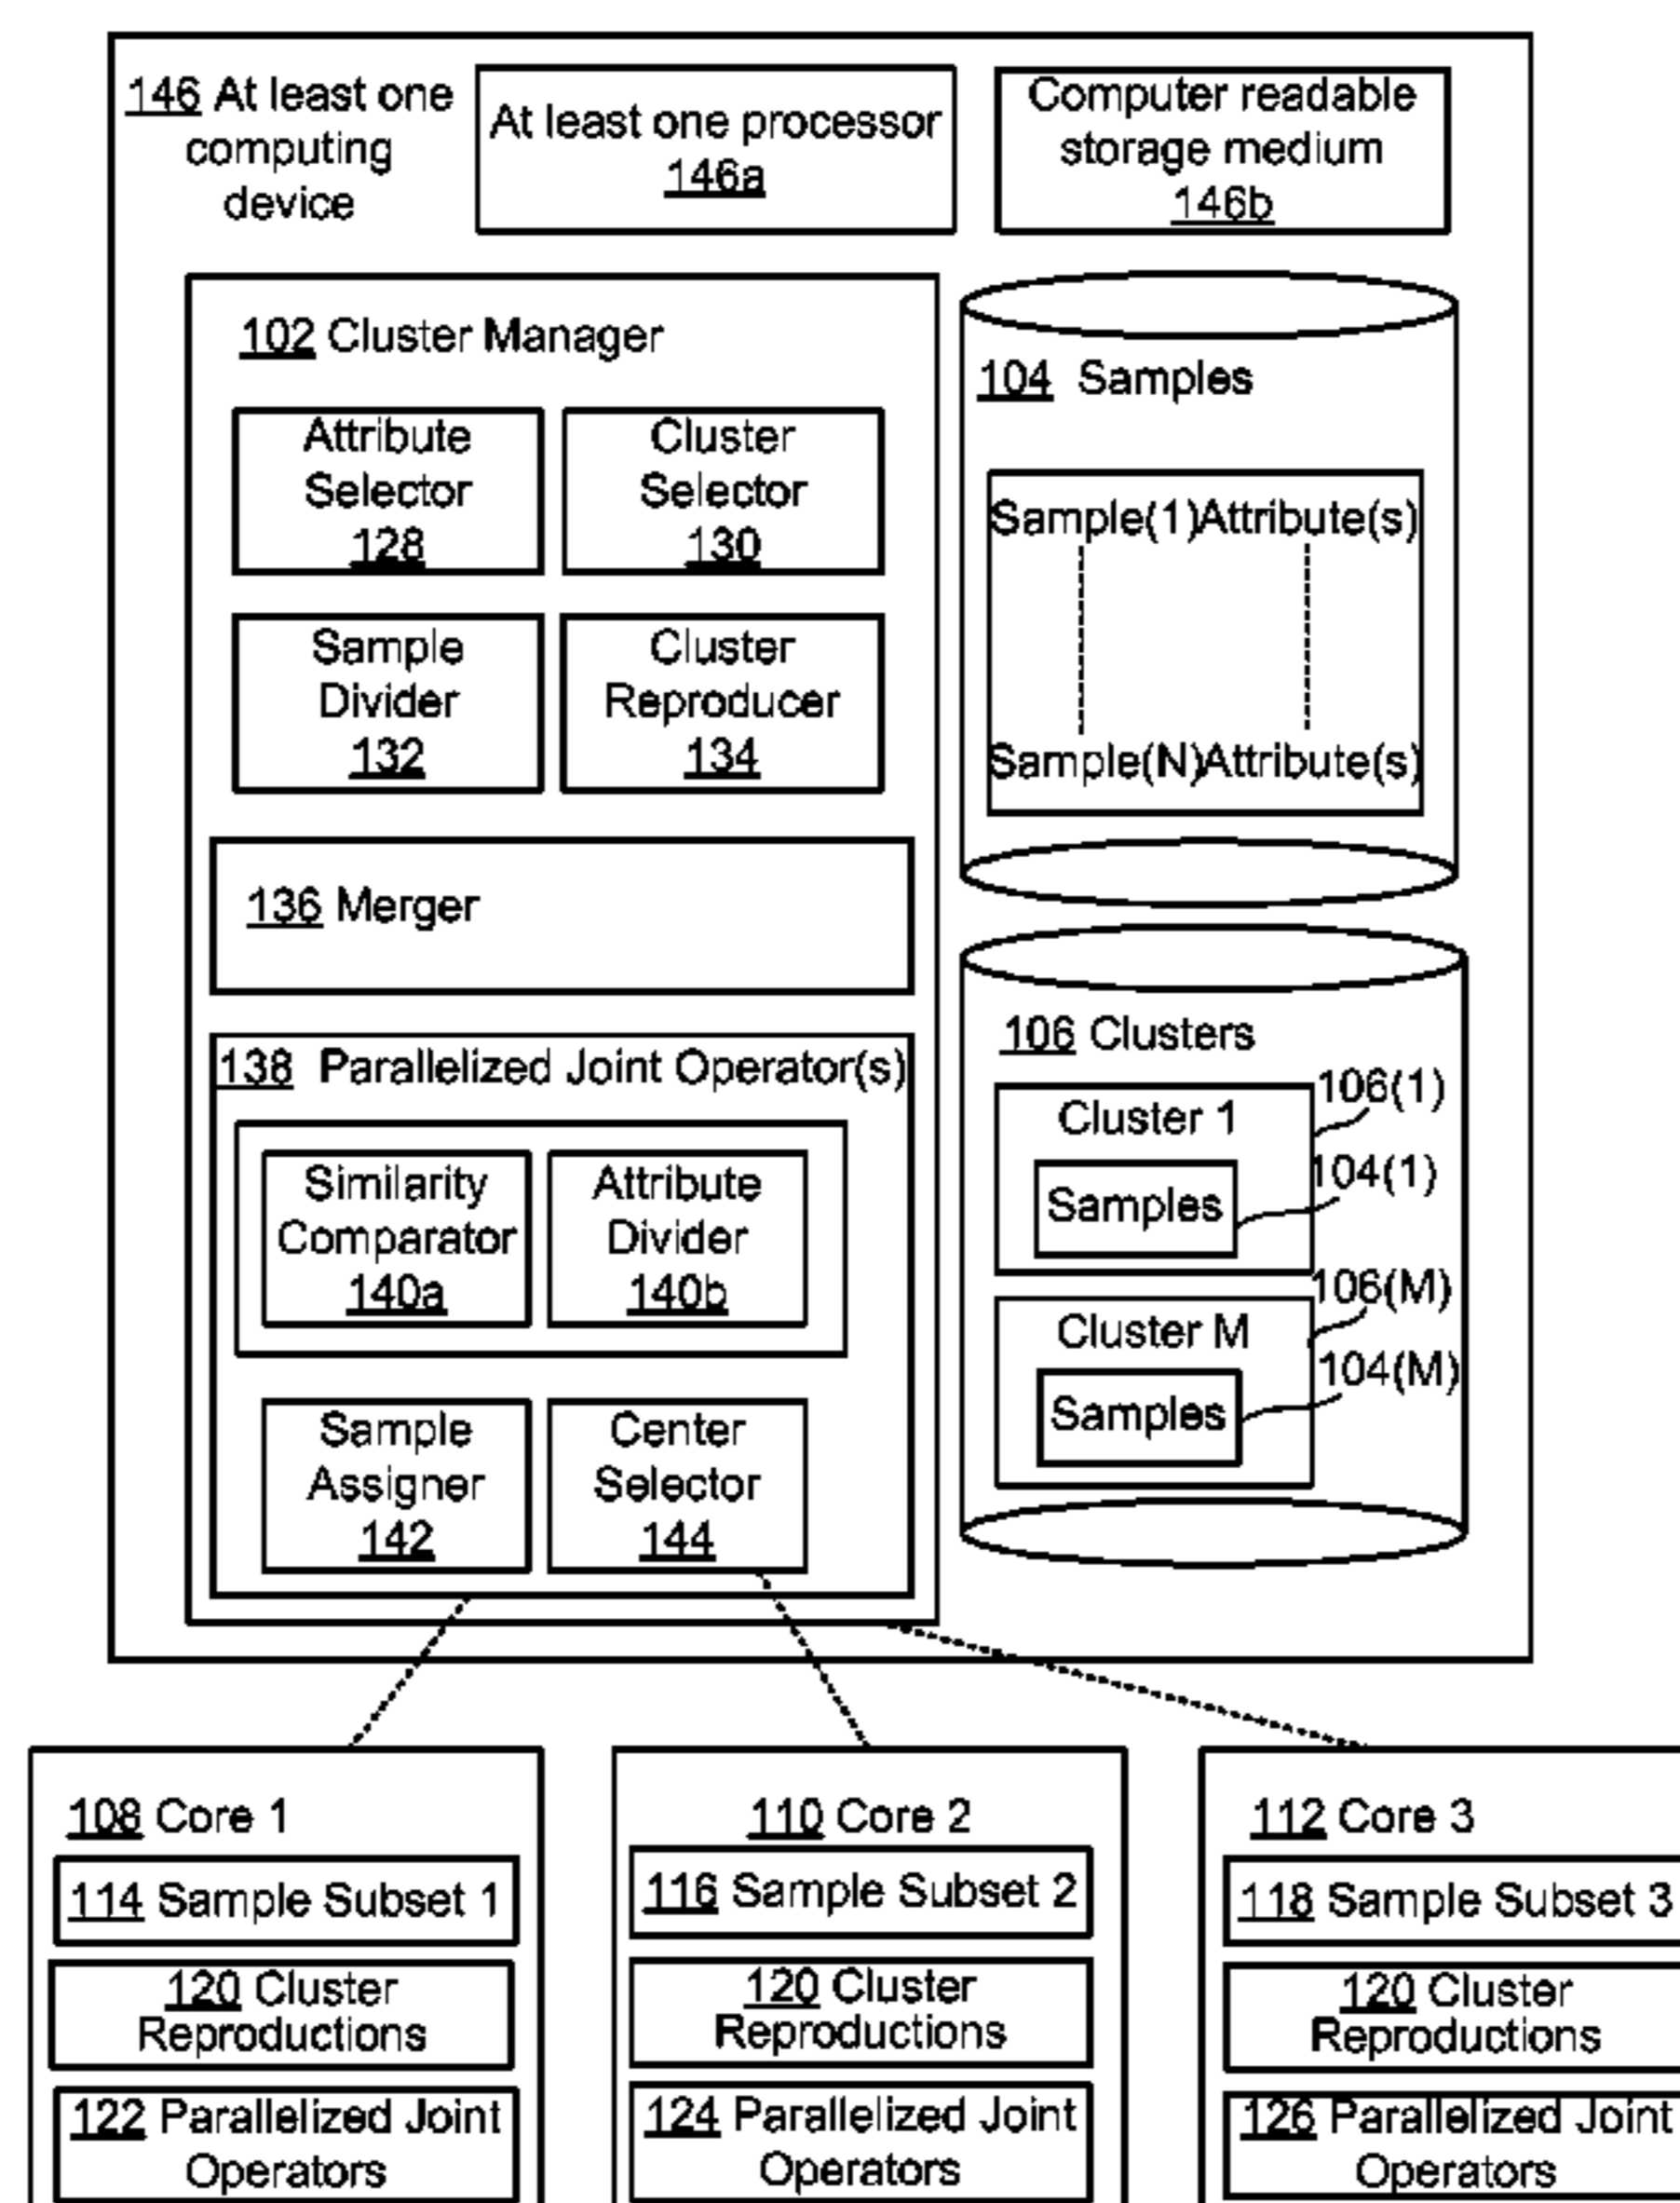 146 At least one
computing
device
At least one processor
146a
Computer readable
storage medium
146b
102 Cluster Manager
Attribute
Selector
128
Cluster
Selector
130
Sample
Divider
132
Cluster
Reproducer
134
136 Merger
138 Parallelized Joint Operator(s)
Similarity
Comparator
140a
Attribute
Divider
140b
Sample
Assigner
142
Center
Selector
144
104 Samples
Sample(1)Attribute(s)
Sample(N)Attribute(s)
106 Clusters
Cluster 1
106(1)
Samples
104(1)
Cluster M
106(M)
Samples
104(M)
108 Core 1
114 Sample Subset 1
120 Cluster
Reproductions
122 Parallelized Joint
Operators
110 Core 2
116 Sample Subset 2
120 Cluster
Reproductions
124 Parallelized Joint
Operators
112 Core 3
118 Sample Subset 3
120 Cluster
Reproductions
126 Parallelized Joint
Operators